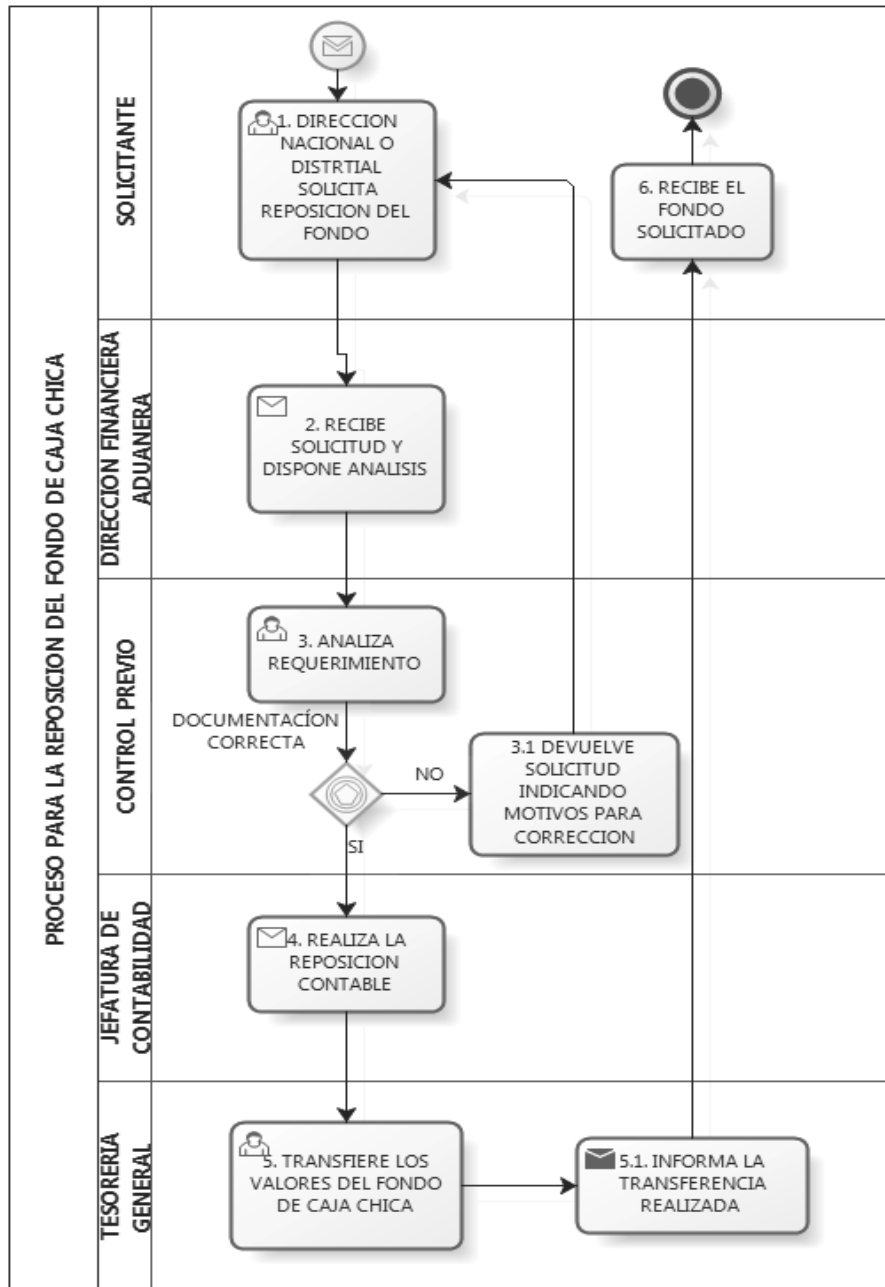 PROCESO PARA LA REPOSICION DEL FONDO DE CAJA CHICA
SOLICITANTE
1. DIRECCION
NACIONAL O
DISTRTIAL
SOLICITA
REPOSICION DEL
FONDO
6. RECIBE EL
FONDO
SOLICITADO
DIRECCION FINANCIERA
ADUANERA
2. RECIBE
SOLICITUD Y
DISPONE ANALISIS
CONTROL PREVIO
3. ANALIZA
REQUERIMIENTO
DOCUMENTACÍON
CORRECTA
NO
SI
3.1 DEVUELVE
SOLICITUD
INDICANDO
MOTIVOS PARA
CORRECCION
JEFATURA DE
CONTABILIDAD
4. REALIZA LA
REPOSICION
CONTABLE
TESORERIA
GENERAL
5. TRANSFIERE LOS
VALORES DEL FONDO
DE CAJA CHICA
5.1. INFORMA LA
TRANSFERENCIA
REALIZADA